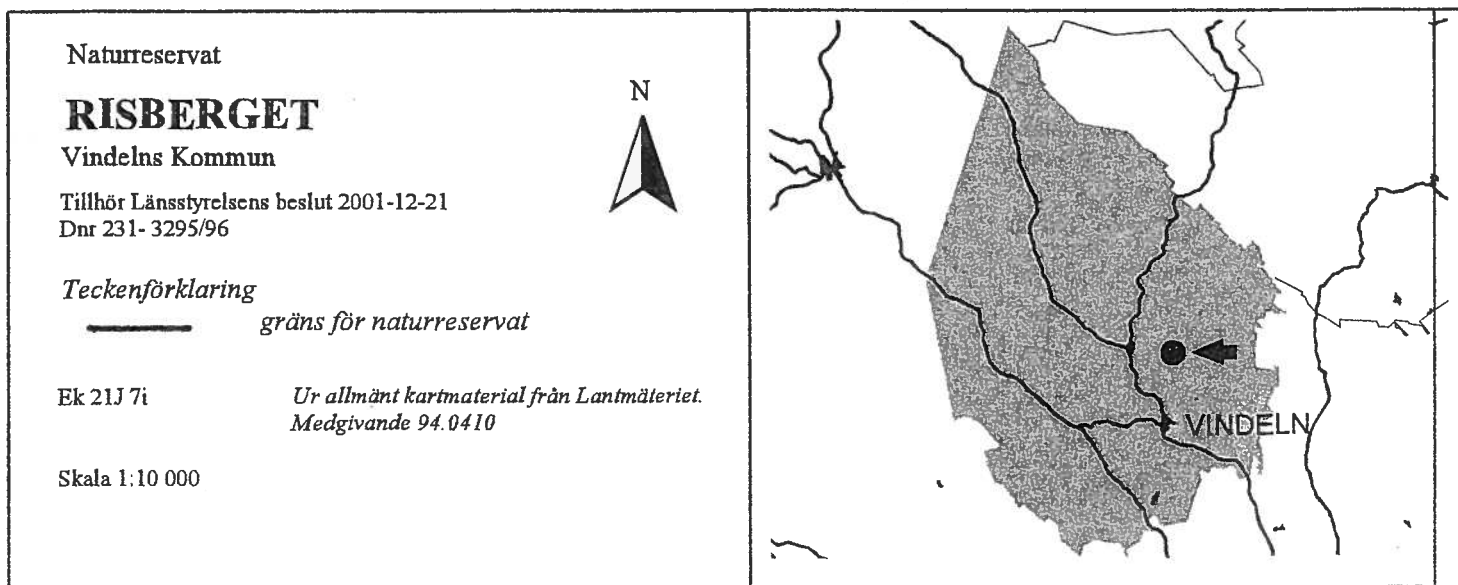 Naturreservat
RISBERGET
Vindelns Kommun
Tillhör Länsstyrelsens beslut 2001-12-21
Dnr 231- 3295/96
N
Teckenförklaring
gräns för naturreservat
Ek 21J 7i
Ur allmänt kartmaterial från Lantmäteriet.
Medgivande 94.0410
Skala 1:10 000
VINDELN